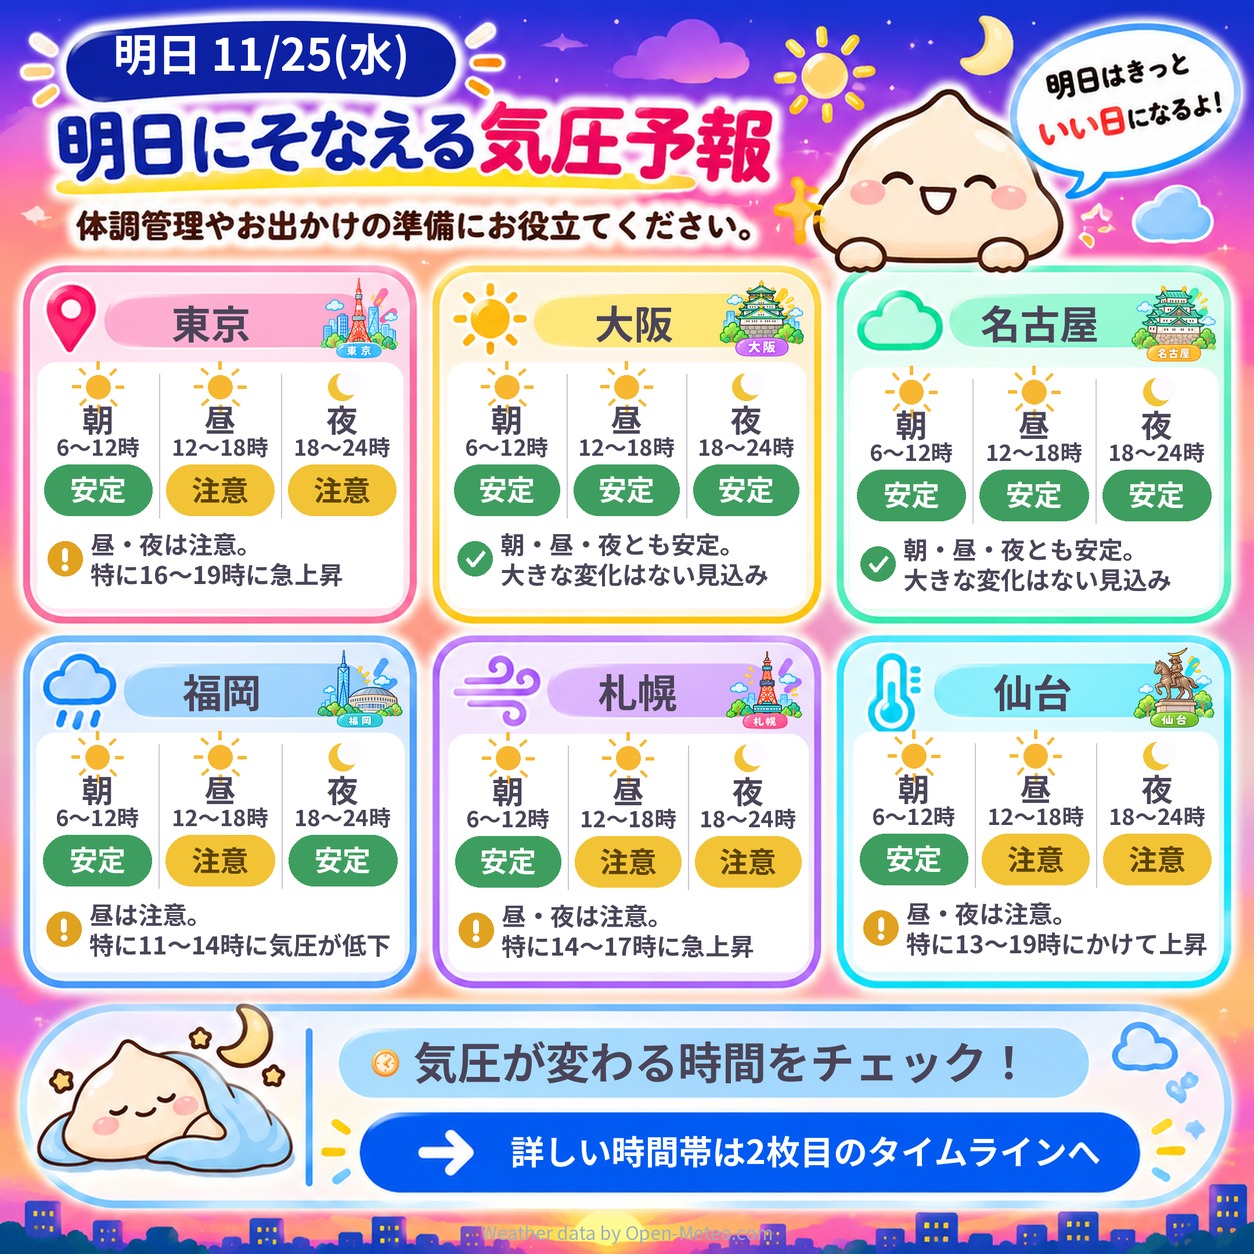 明日 11/25(水)
明日にそなえる気圧予報
体調管理やお出かけの準備にお役立てください。
明日はきっと
いい日になるよ!
東京
東京
朝
6〜12時
安定
昼
12〜18時
注意
夜
18〜24時
注意
昼・夜は注意。
特に16〜19時に急上昇
大阪
大阪
朝
6〜12時
安定
昼
12〜18時
安定
夜
18〜24時
安定
朝・昼・夜とも安定。
大きな変化はない見込み
名古屋
名古屋
朝
6〜12時
安定
昼
12〜18時
安定
夜
18〜24時
安定
朝・昼・夜とも安定。
大きな変化はない見込み
福岡
福岡
朝
6〜12時
安定
昼
12〜18時
注意
夜
18〜24時
安定
昼は注意。
特に11〜14時に気圧が低下
札幌
札幌
朝
6〜12時
安定
昼
12〜18時
注意
夜
18〜24時
注意
昼・夜は注意。
特に14〜17時に急上昇
仙台
仙台
朝
6〜12時
安定
昼
12〜18時
注意
夜
18〜24時
注意
昼・夜は注意。
特に13〜19時にかけて上昇
気圧が変わる時間をチェック！
詳しい時間帯は2枚目のタイムラインへ
Weather data by Open-Meteo.com